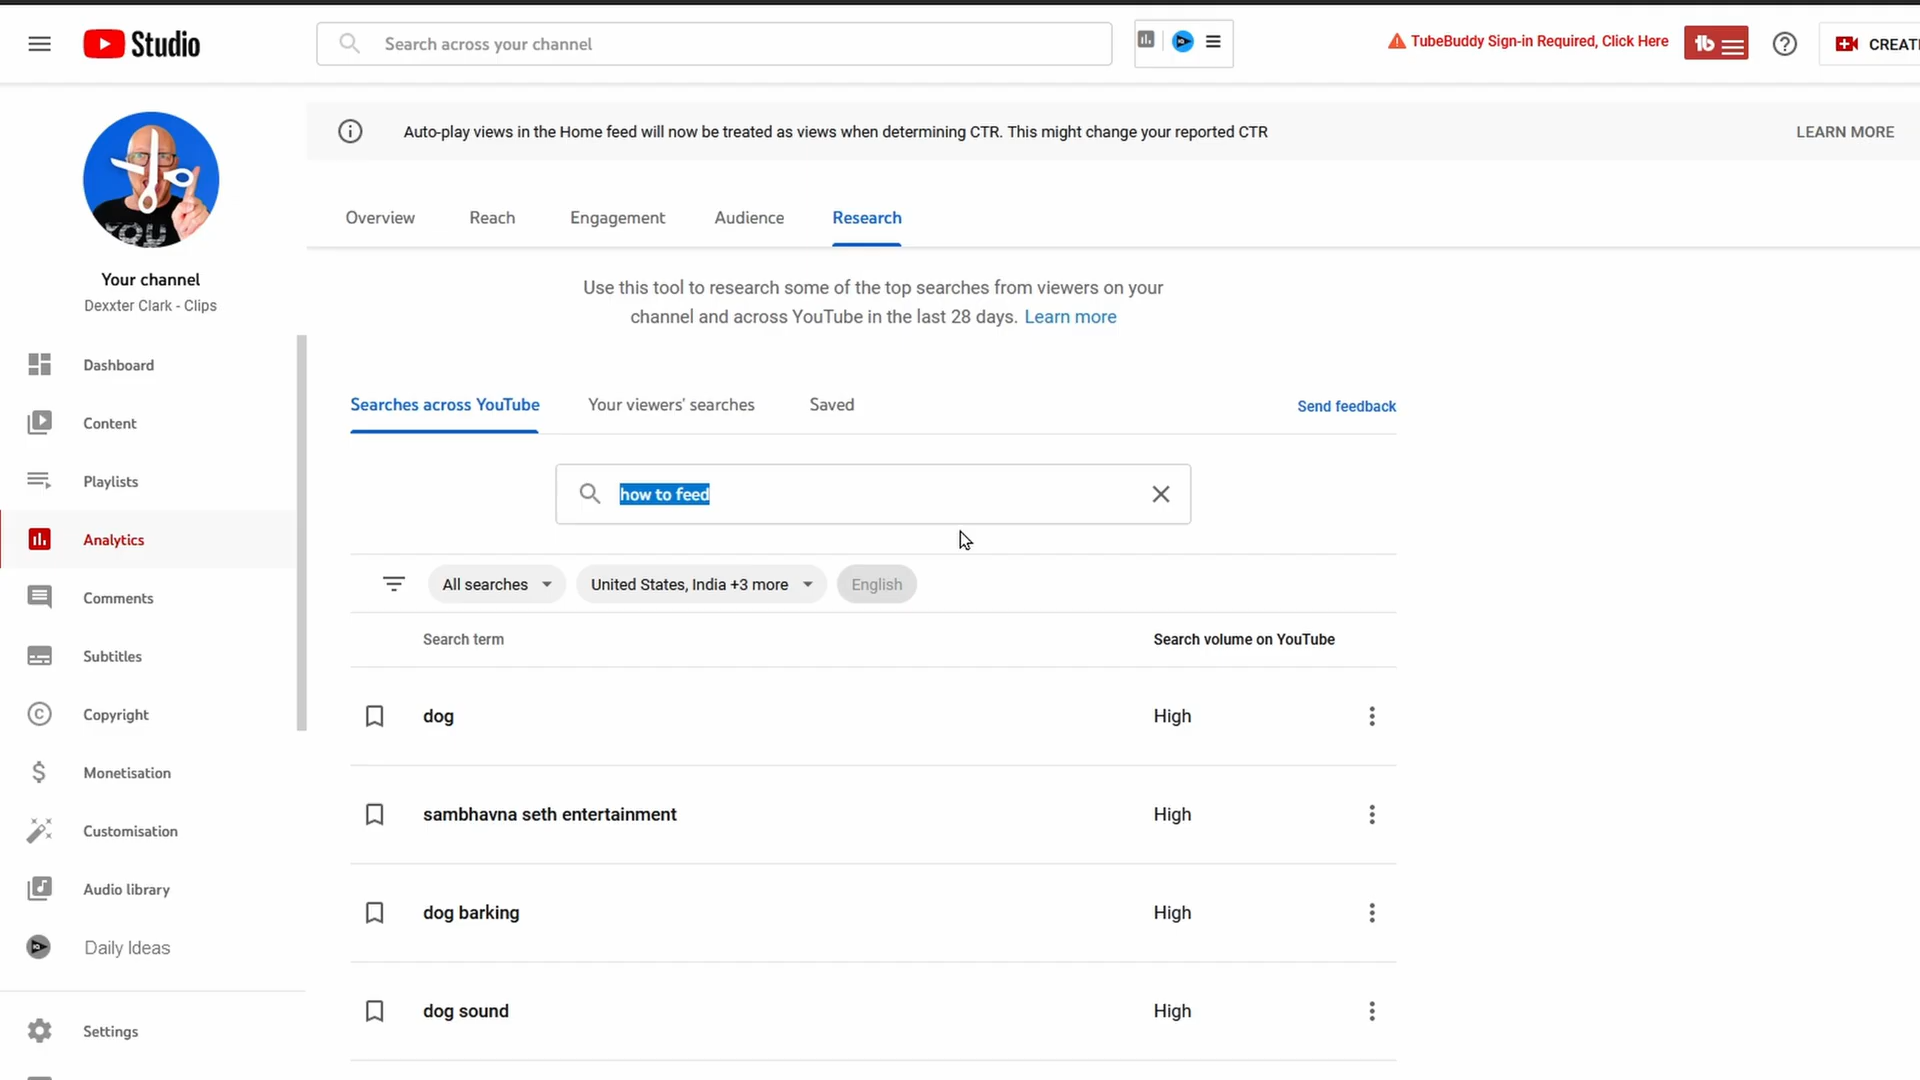 Studio
Search across your channel
TubeBuddy Sign-in Required, Click Here
CREAT
Auto-play views in the Home feed will now be treated as views when determining CTR. This might change your reported CTR
LEARN MORE
YOU
Your channel
Dexxter Clark - Clips
Overview
Reach
Engagement
Audience
Research
Use this tool to research some of the top searches from viewers on your
channel and across YouTube in the last 28 days. Learn more
Dashboard
Content
Playlists
Analytics
Comments
Subtitles
Copyright
Monetisation
Customisation
Audio library
Daily Ideas
Settings
Searches across YouTube
Your viewers' searches
Saved
Send feedback
how to feed
All searches
United States, India +3 more
English
Search term
Search volume on YouTube
dog
High
sambhavna seth entertainment
High
dog barking
High
dog sound
High